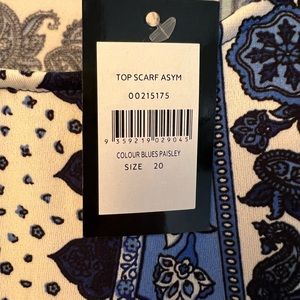 TOP SCARF ASYM
00215175
9 359219 029045
COLOUR BLUES PAISLEY
SIZE 20